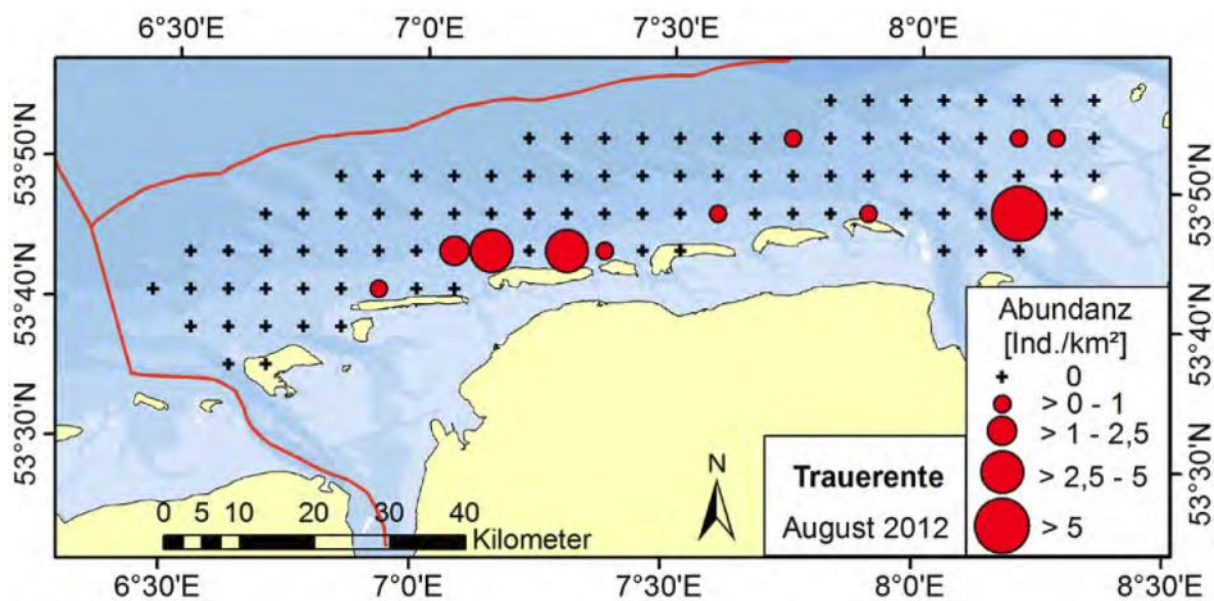 6°30'E 7°0'E 7°30'E 8°0'E
53°50'N
53°40'N
53°30'N
53°50'N
53°40'N
53°30'N
Abundanz
[Ind./km²]
0
> 0 - 1
> 1 - 2,5
> 2,5 - 5
> 5
N
Trauerente
August 2012
0 5 10 20 30 40
Kilometer
6°30'E 7°0'E 7°30'E 8°0'E 8°30'E